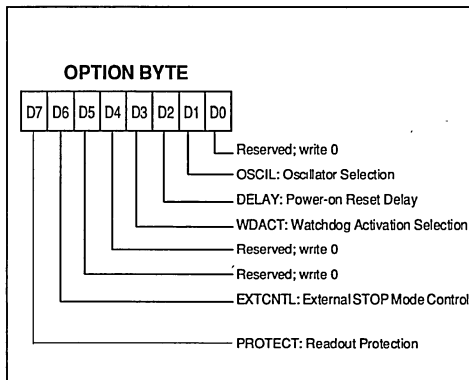 OPTION BYTE
D7 D6 D5 D4 D3 D2 D1 D0
Reserved; write 0
OSCIL: Oscillator Selection
DELAY: Power-on Reset Delay
WDACT: Watchdog Activation Selection
Reserved; write 0
Reserved; write 0
EXTCNTL: External STOP Mode Control
PROTECT: Readout Protection